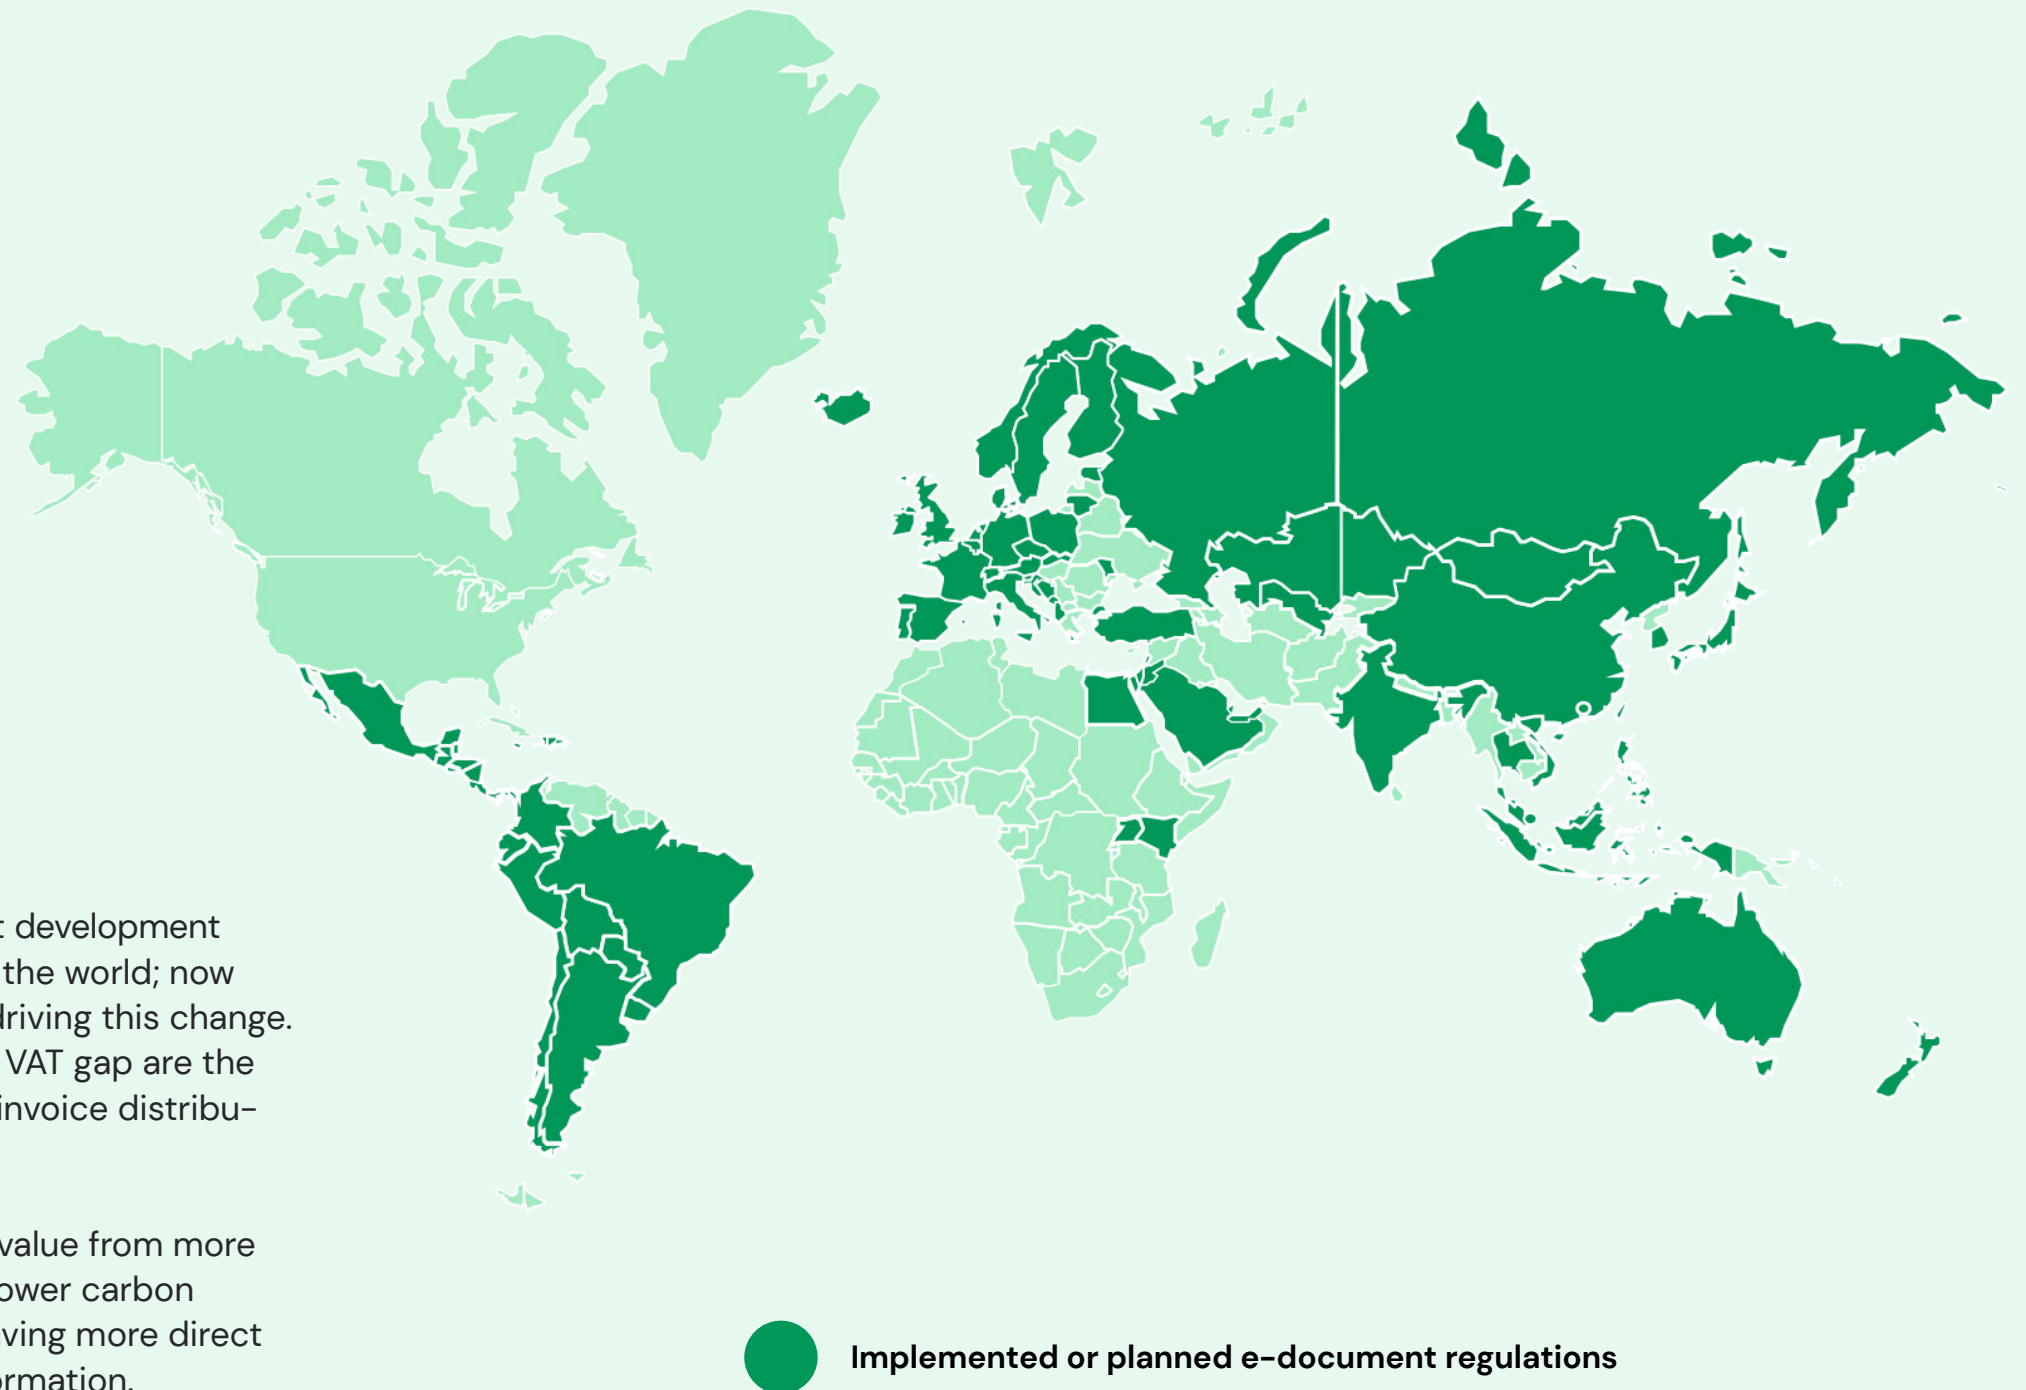 t development
the world; now
driving this change.
VAT gap are the
invoice distribu-
value from more
ower carbon
ving more direct
ormation.
Implemented or planned e-document regulations